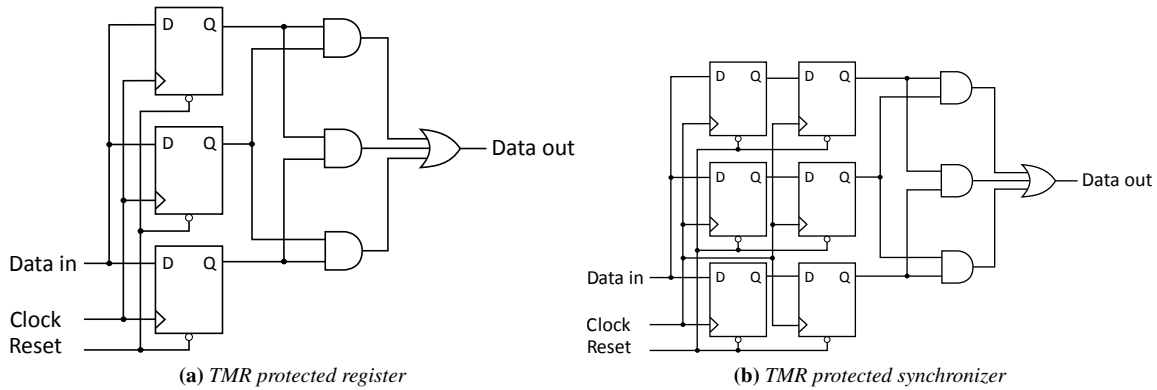 D Q
D Q
Data out
D Q
Data in
Clock
Reset
(a) TMR protected register
D Q D Q
D Q D Q
Data out
D Q D Q
Data in
Clock
Reset
(b) TMR protected synchronizer